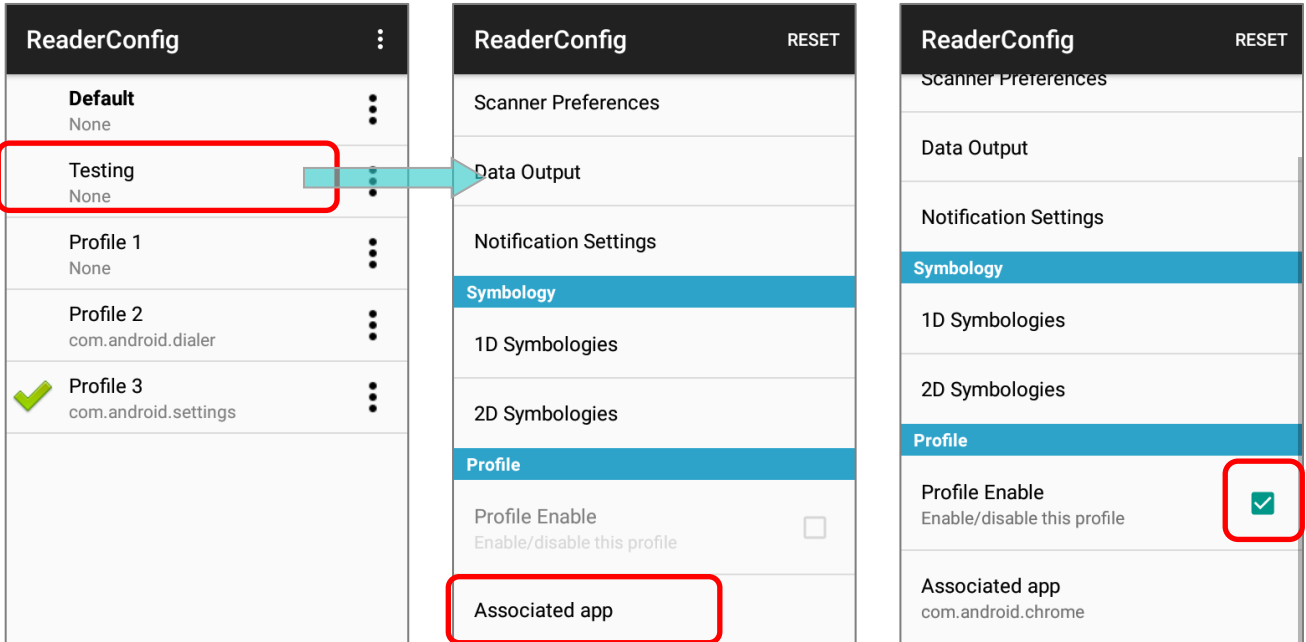 ReaderConfig
Default
None
Testing
None
Profile 1
None
Profile 2
com.android.dialer
Profile 3
com.android.settings
ReaderConfig RESET
Scanner Preferences
Data Output
Notification Settings
Symbology
1D Symbologies
2D Symbologies
Profile
Profile Enable
Enable/disable this profile
Associated app
ReaderConfig RESET
Scanner Preferences
Data Output
Notification Settings
Symbology
1D Symbologies
2D Symbologies
Profile
Profile Enable
Enable/disable this profile
Associated app
com.android.chrome